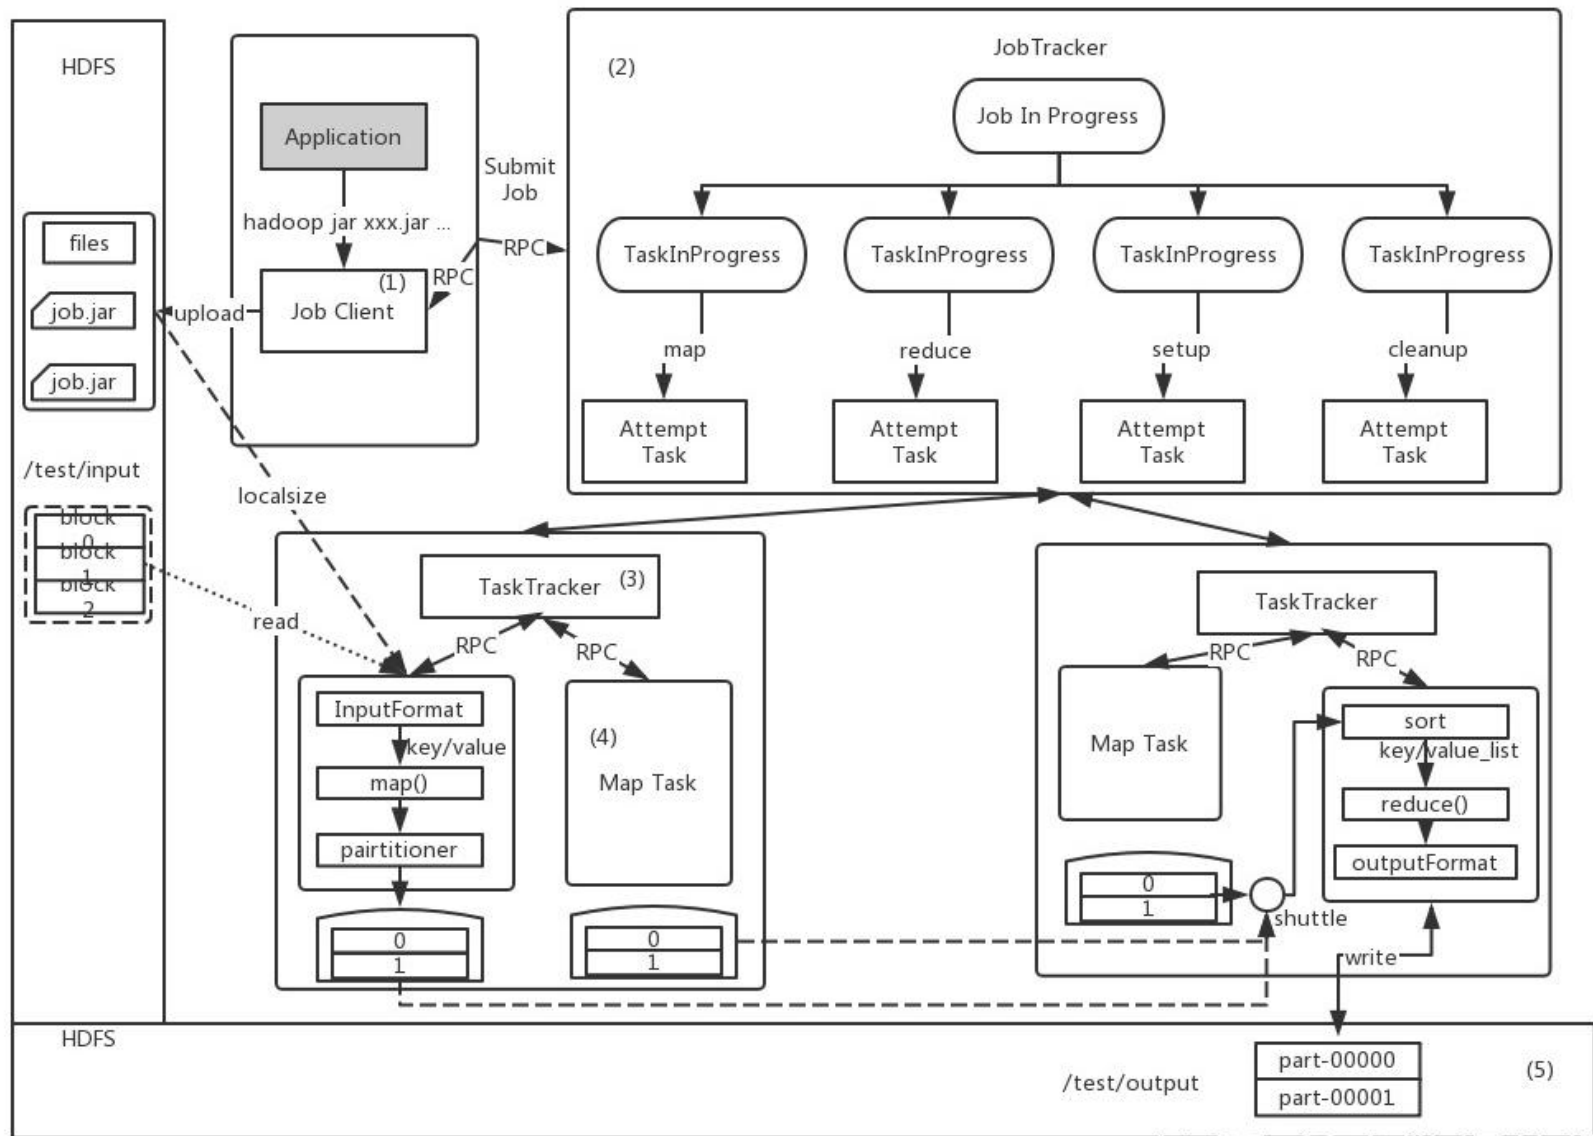 HDFS
files
job.jar
job.jar
/test/input
block
0
block
1
block
2
Application
hadoop jar xxx.jar ...
(1)
Job Client
upload
RPC
Submit
Job
RPC
localsize
read
(2)
JobTracker
Job In Progress
TaskInProgress
TaskInProgress
TaskInProgress
TaskInProgress
map
reduce
setup
cleanup
Attempt
Task
Attempt
Task
Attempt
Task
Attempt
Task
TaskTracker
(3)
RPC
RPC
InputFormat
key/value
map()
pairtitioner
0
1
(4)
Map Task
0
1
TaskTracker
RPC
RPC
Map Task
0
1
shuttle
sort
key/value_list
reduce()
outputFormat
write
HDFS
/test/output
part-00000
part-00001
(5)